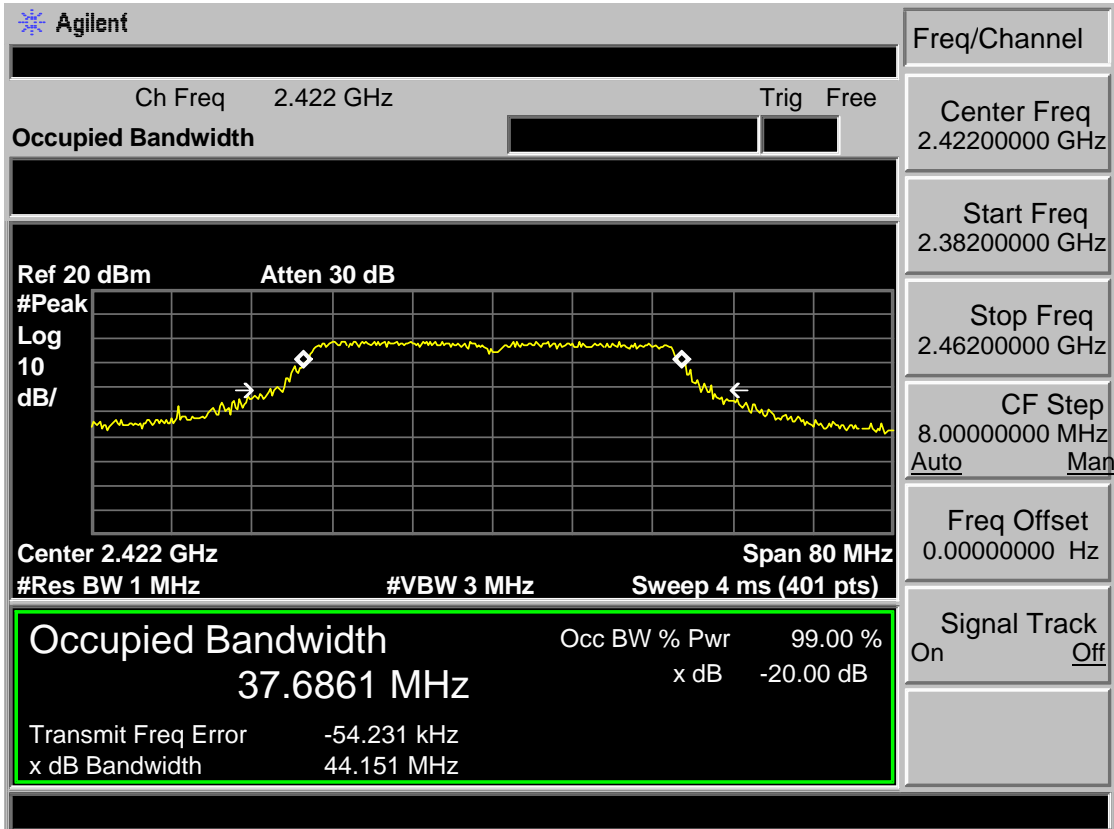 Agilent
Freq/Channel
Ch Freq 2.422 GHz Trig Free
Occupied Bandwidth
Center Freq
2.42200000 GHz
Start Freq
2.38200000 GHz
Ref 20 dBm Atten 30 dB
#Peak
Log
10
dB/
Stop Freq
2.46200000 GHz
CF Step
8.00000000 MHz
Auto Man
Freq Offset
0.00000000 Hz
Center 2.422 GHz Span 80 MHz
#Res BW 1 MHz #VBW 3 MHz Sweep 4 ms (401 pts)
Signal Track
On Off
Occupied Bandwidth Occ BW % Pwr 99.00 %
37.6861 MHz x dB -20.00 dB
Transmit Freq Error -54.231 kHz
x dB Bandwidth 44.151 MHz